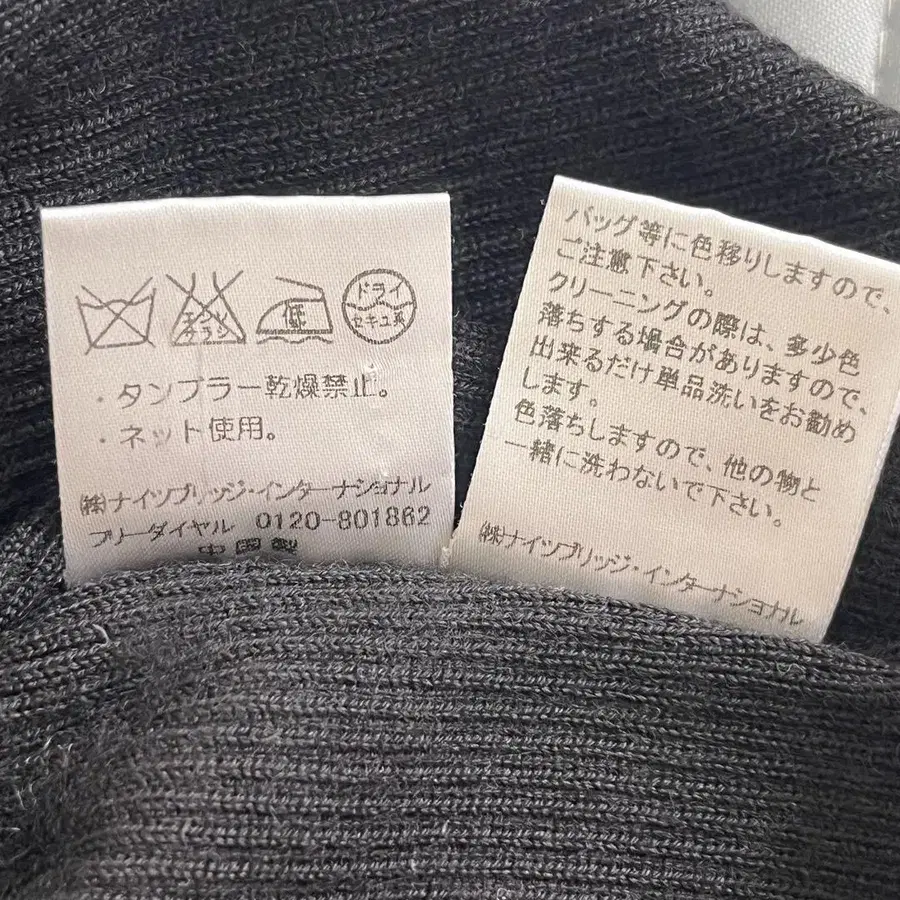 エンソ
サラシ
低
ドライ
セキユ系
・タンブラー乾燥禁止。
・ネット使用。
㈱ナイツブリッジ・インターナショナル
フリーダイヤル 0120-801862
中国製
バッグ等に色移りしますので、
ご注意下さい。
クリーニングの際は、多少色
落ちする場合がありますので、
出来るだけ単品洗いをお勧め
します。
色落ちしますので、他の物と
一緒に洗わないで下さい。
㈱ナイツブリッジ・インターナショナル